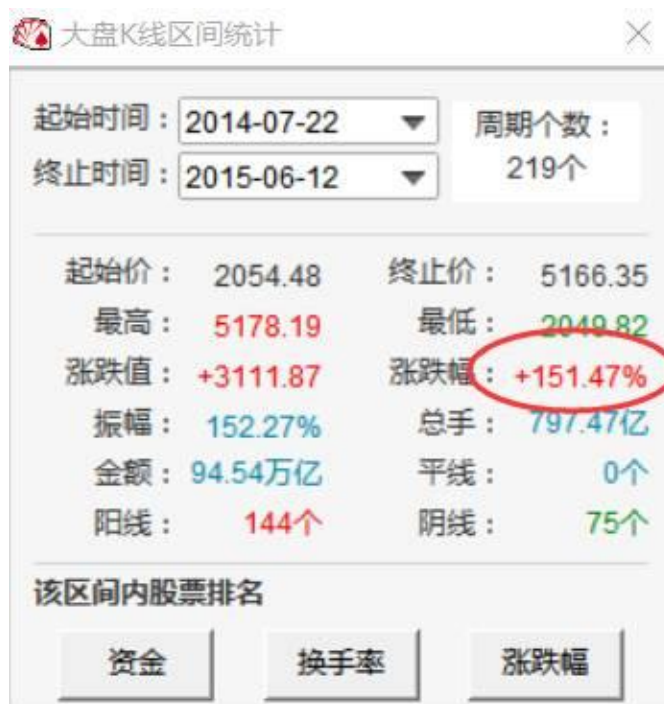 大盘K线区间统计
起始时间：2014-07-22 周期个数：
终止时间：2015-06-12 219个
起始价： 2054.48 终止价： 5166.35
最高： 5178.19 最低： 2049.82
涨跌值： +3111.87 涨跌幅： +151.47%
振幅： 152.27% 总手： 797.47亿
金额： 94.54万亿 平线： 0个
阳线： 144个 阴线： 75个
该区间内股票排名
资金 换手率 涨跌幅